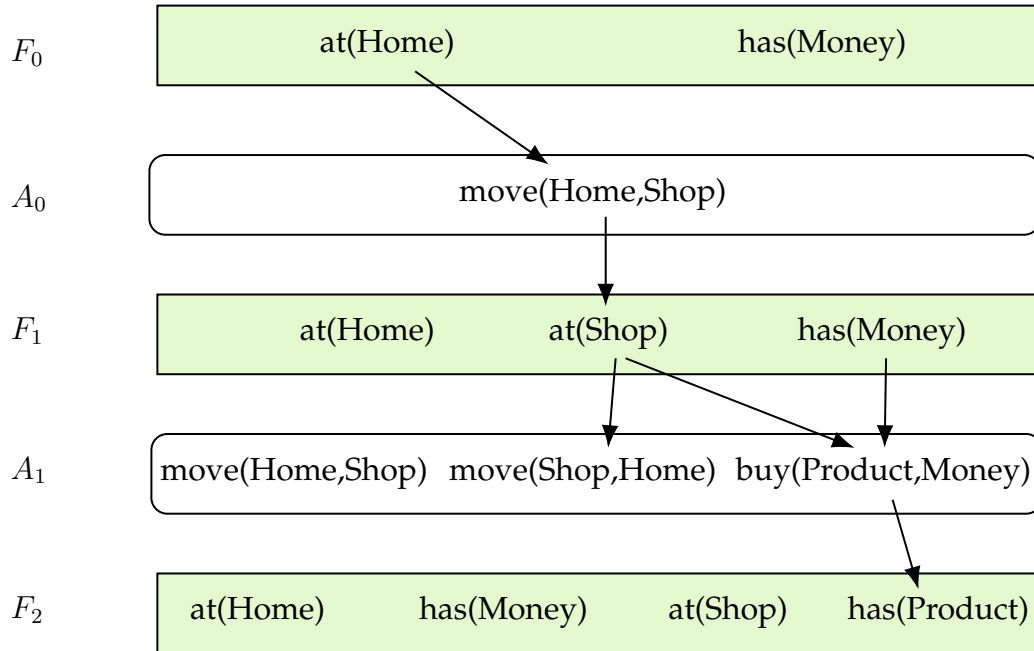 F0 at(Home) has(Money)
A0 move(Home,Shop)
F1 at(Home) at(Shop) has(Money)
A1 move(Home,Shop) move(Shop,Home) buy(Product,Money)
F2 at(Home) has(Money) at(Shop) has(Product)